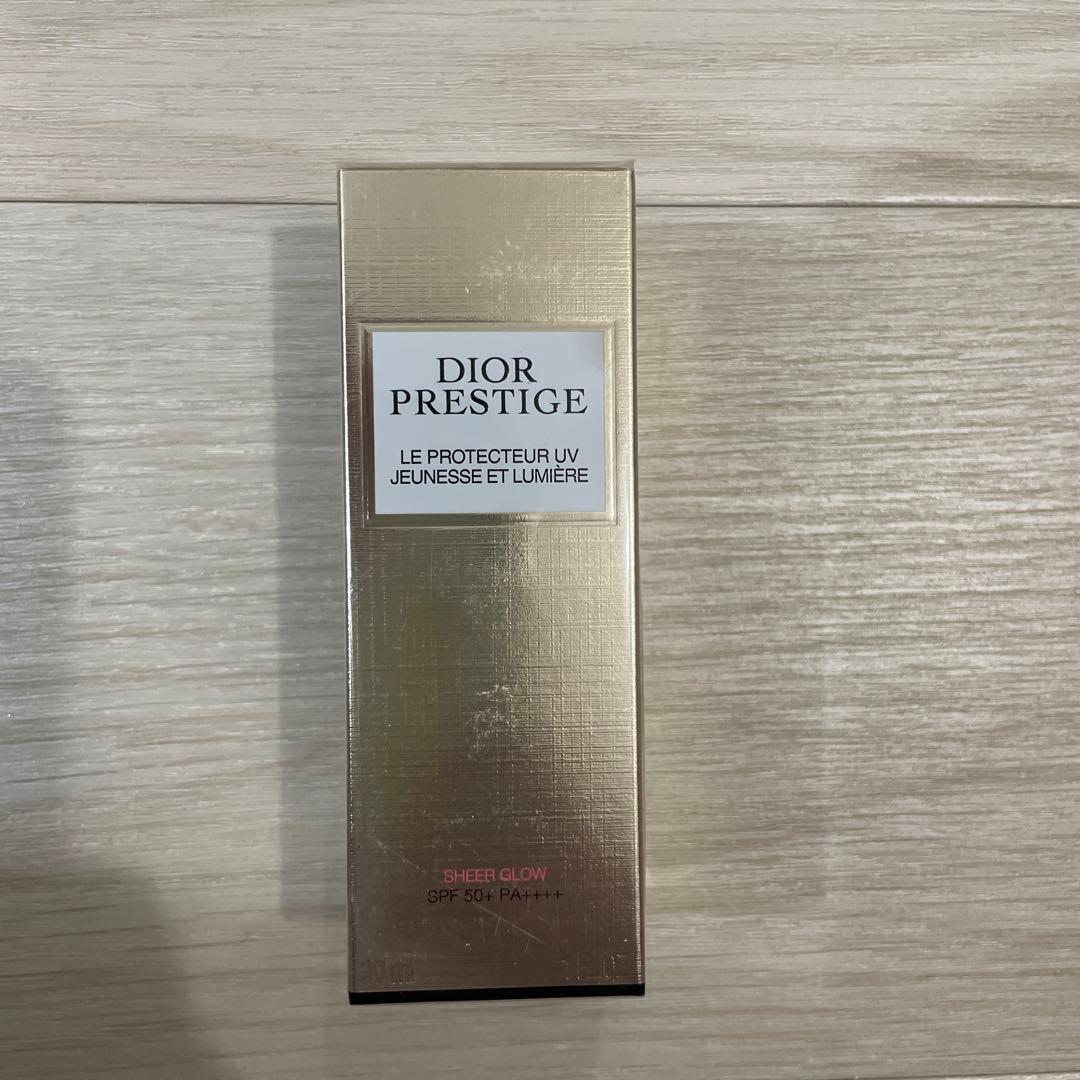 DIOR
PRESTIGE
LE PROTECTEUR UV
JEUNESSE ET LUMIÈRE
SHEER GLOW
SPF 50+ PA++++